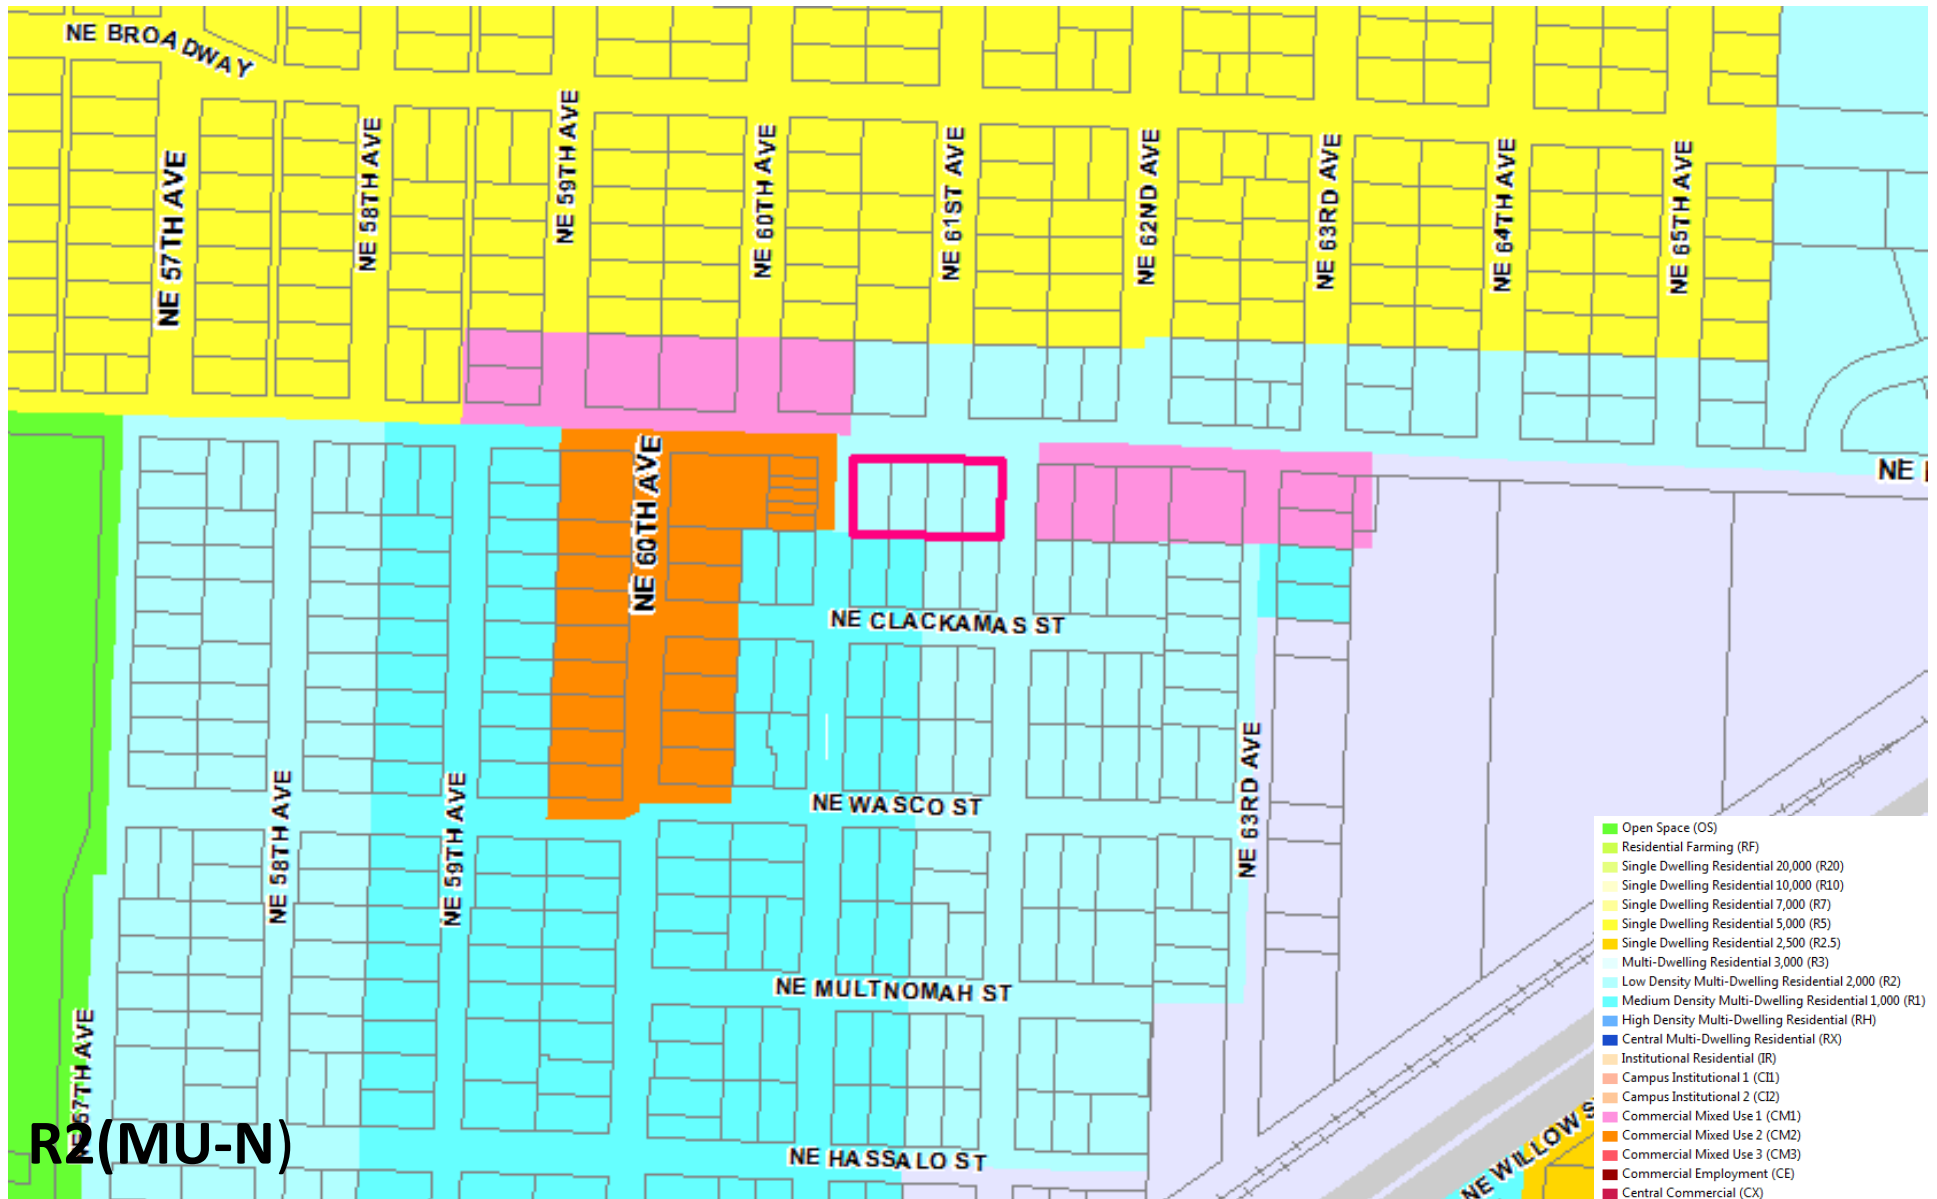 NE BROADWAY
NE 57TH AVE
NE 58TH AVE
NE 59TH AVE
NE 60TH AVE
NE 61ST AVE
NE 62ND AVE
NE 63RD AVE
NE 64TH AVE
NE 65TH AVE
NE 60TH AVE
NE
NE CLACKAMAS ST
NE WASCO ST
NE 58TH AVE
NE 59TH AVE
NE 63RD AVE
NE MULTNOMAH ST
NE 57TH AVE
NE HASSALO ST
NE WILLOW S
R2(MU-N)
Open Space (OS)
Residential Farming (RF)
Single Dwelling Residential 20,000 (R20)
Single Dwelling Residential 10,000 (R10)
Single Dwelling Residential 7,000 (R7)
Single Dwelling Residential 5,000 (R5)
Single Dwelling Residential 2,500 (R2.5)
Multi-Dwelling Residential 3,000 (R3)
Low Density Multi-Dwelling Residential 2,000 (R2)
Medium Density Multi-Dwelling Residential 1,000 (R1)
High Density Multi-Dwelling Residential (RH)
Central Multi-Dwelling Residential (RX)
Institutional Residential (IR)
Campus Institutional 1 (CI1)
Campus Institutional 2 (CI2)
Commercial Mixed Use 1 (CM1)
Commercial Mixed Use 2 (CM2)
Commercial Mixed Use 3 (CM3)
Commercial Employment (CE)
Central Commercial (CX)